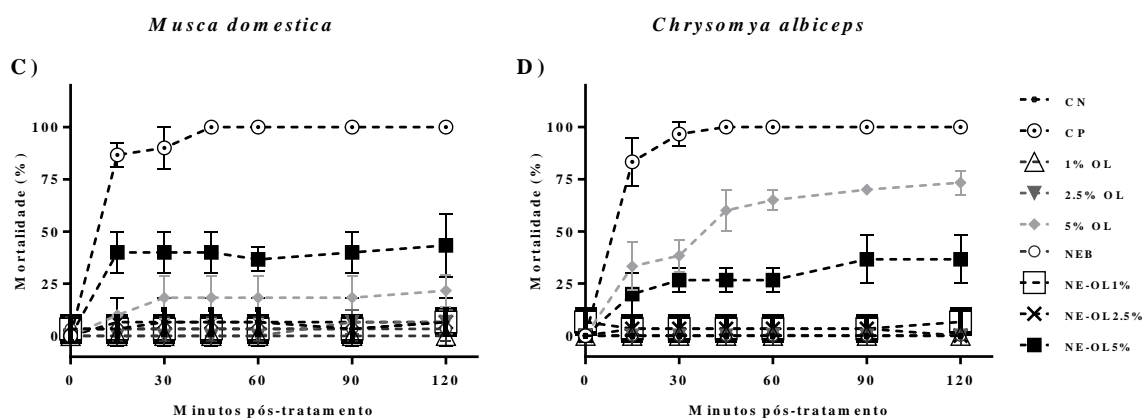 Musca domestica
Chrysomya albiceps
C)
D)
Mortalidade (%)
100
75
50
25
0
0 30 60 90 120
Minutos pós-tratamento
Mortalidade (%)
100
75
50
25
0
0 30 60 90 120
Minutos pós-tratamento
CN
CP
1% OL
2.5% OL
5% OL
NEB
NE-OL1%
NE-OL2.5%
NE-OL5%